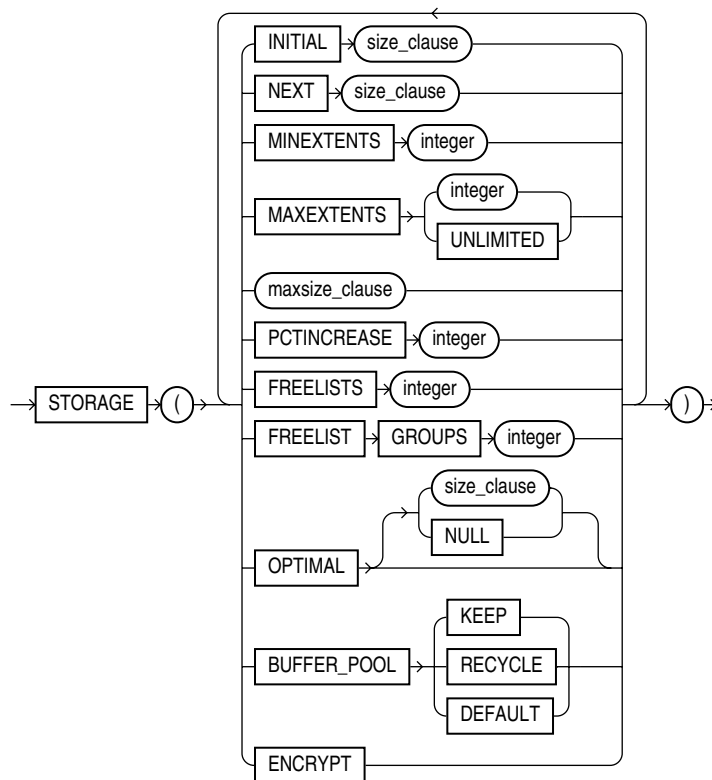 INITIAL size_clause
NEXT size_clause
MINEXTENTS integer
MAXEXTENTS integer
UNLIMITED
maxsize_clause
PCTINCREASE integer
STORAGE ( FREELISTS integer )
FREELIST GROUPS integer
OPTIMAL size_clause
NULL
BUFFER_POOL KEEP
RECYCLE
DEFAULT
ENCRYPT